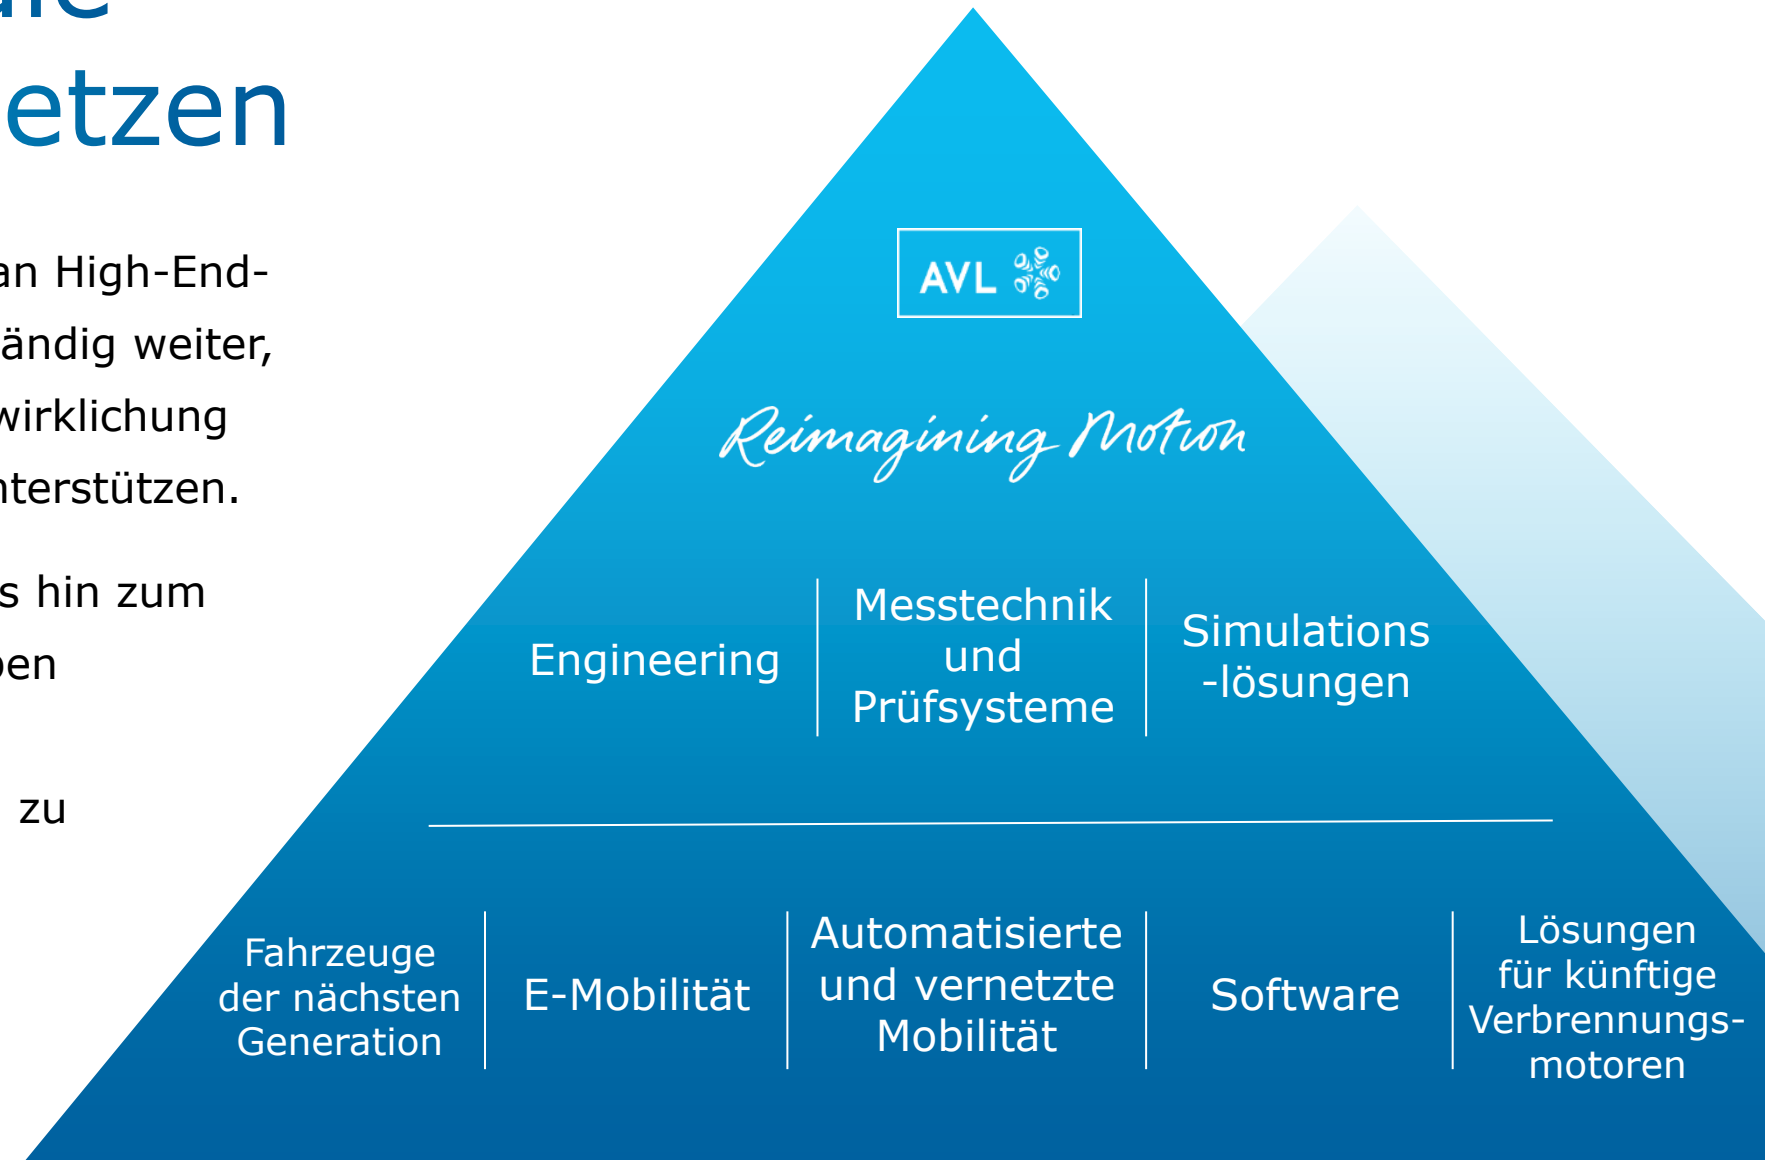 etzen
an High-End-
ändig weiter,
wirklichung
nterstützen.
s hin zum
zu
AVL
Reimagining Motion
Engineering
Messtechnik
und
Prüfsysteme
Simulations
-lösungen
Fahrzeuge
der nächsten
Generation
E-Mobilität
Automatisierte
und vernetzte
Mobilität
Software
Lösungen
für künftige
Verbrennungs-
motoren